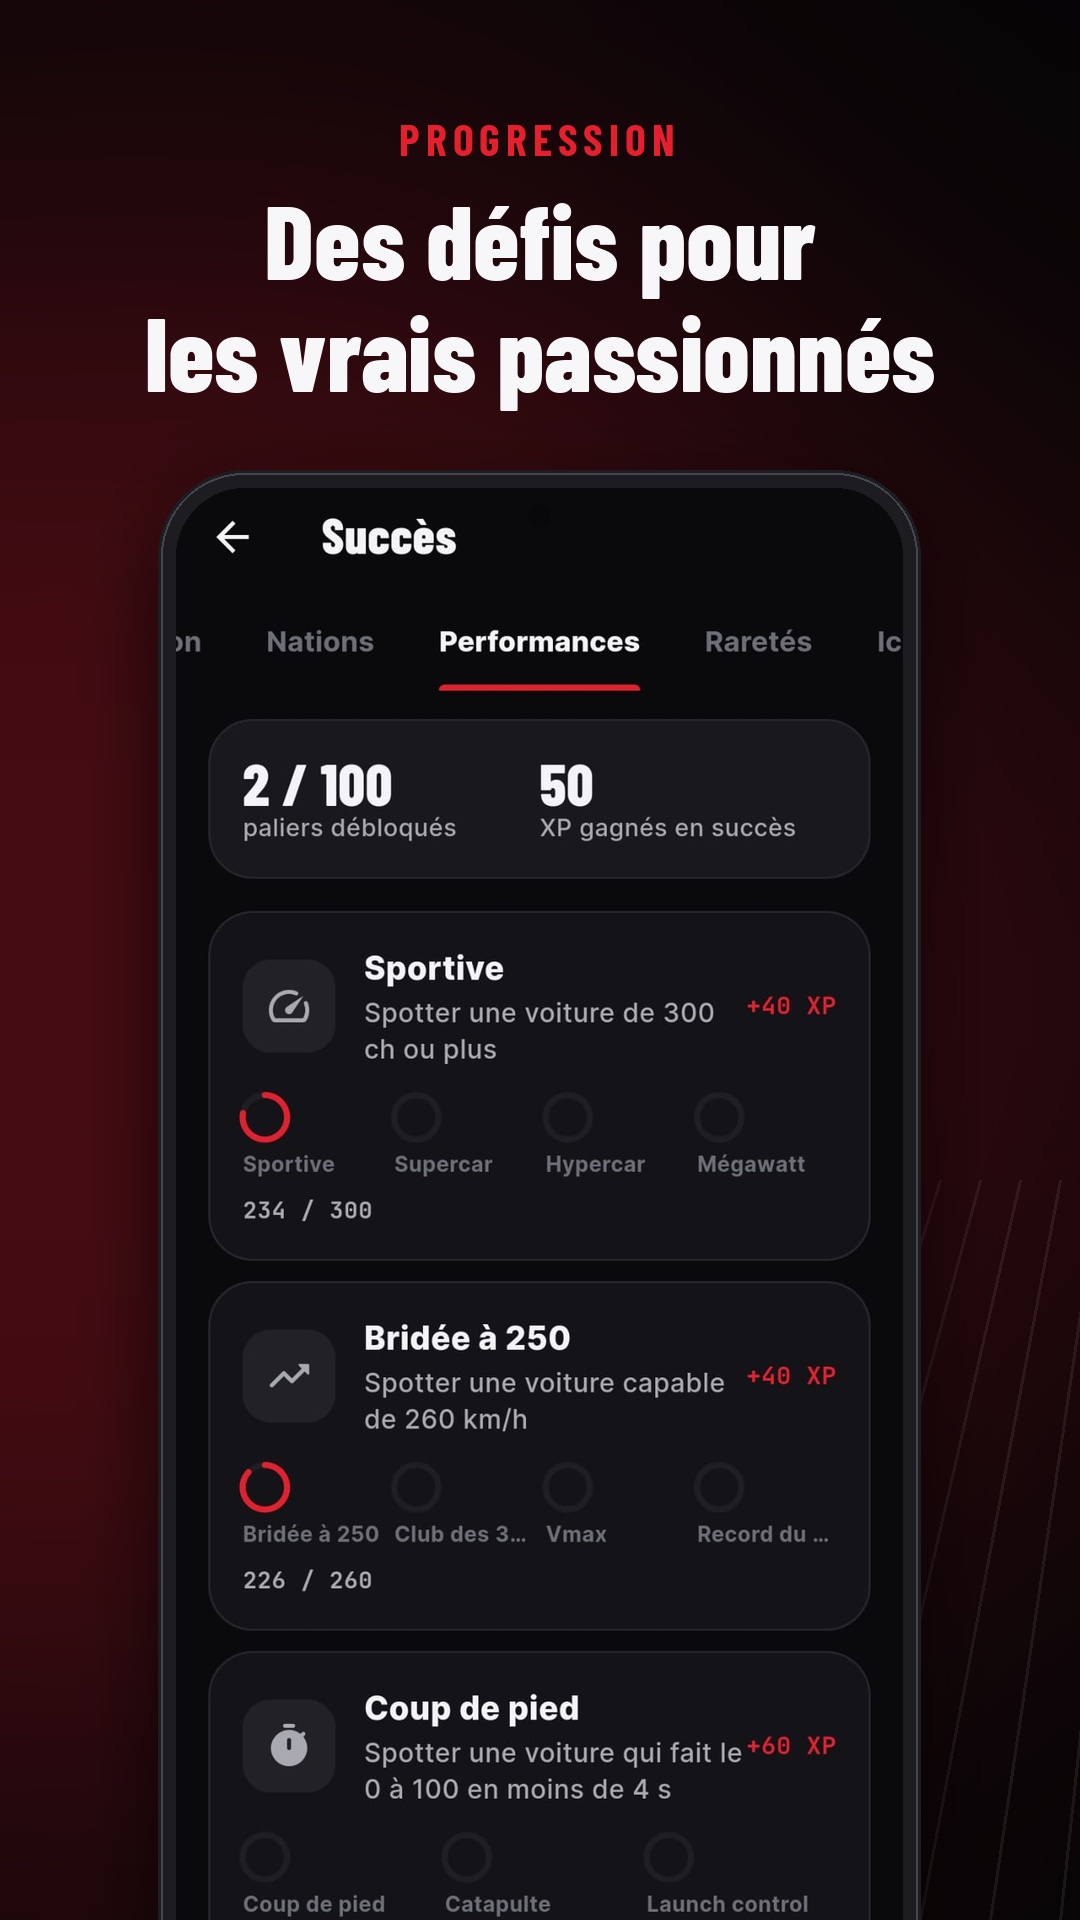 PROGRESSION
Des défis pour
les vrais passionnés
Succès
on Nations Performances Raretés Ic
2 / 100 50
paliers débloqués XP gagnés en succès
Sportive
Spotter une voiture de 300 +40 XP
ch ou plus
Sportive Supercar Hypercar Mégawatt
234 / 300
Bridée à 250
Spotter une voiture capable +40 XP
de 260 km/h
Bridée à 250 Club des 3... Vmax Record du ...
226 / 260
Coup de pied
Spotter une voiture qui fait le +60 XP
0 à 100 en moins de 4 s
Coup de pied Catapulte Launch control